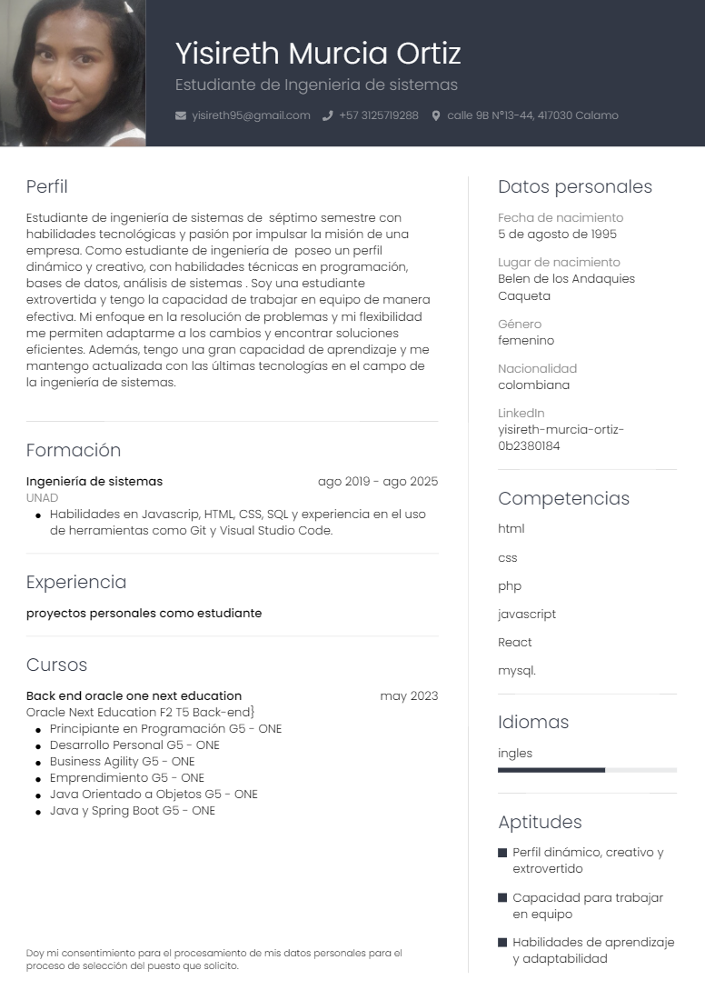 Yisireth Murcia Ortiz
Estudiante de Ingenieria de sistemas
yisireth95@gmail.com +57 3125719288 calle 9B N°13-44, 417030 Calamo
Perfil
Estudiante de ingeniería de sistemas de  séptimo semestre con
habilidades tecnológicas y pasión por impulsar la misión de una
empresa. Como estudiante de ingeniería de  poseo un perfil
dinámico y creativo, con habilidades técnicas en programación,
bases de datos, análisis de sistemas . Soy una estudiante
extrovertida y tengo la capacidad de trabajar en equipo de manera
efectiva. Mi enfoque en la resolución de problemas y mi flexibilidad
me permiten adaptarme a los cambios y encontrar soluciones
eficientes. Además, tengo una gran capacidad de aprendizaje y me
mantengo actualizada con las últimas tecnologías en el campo de
la ingeniería de sistemas.
Formación
Ingeniería de sistemas ago 2019 - ago 2025
UNAD
● Habilidades en Javascrip, HTML, CSS, SQL y experiencia en el uso
de herramientas como Git y Visual Studio Code.
Experiencia
proyectos personales como estudiante
Cursos
Back end oracle one next education may 2023
Oracle Next Education F2 T5 Back-end}
● Principiante en Programación G5 - ONE
● Desarrollo Personal G5 - ONE
● Business Agility G5 - ONE
● Emprendimiento G5 - ONE
● Java Orientado a Objetos G5 - ONE
● Java y Spring Boot G5 - ONE
Doy mi consentimiento para el procesamiento de mis datos personales para el
proceso de selección del puesto que solicito.
Datos personales
Fecha de nacimiento
5 de agosto de 1995
Lugar de nacimiento
Belen de los Andaquies
Caqueta
Género
femenino
Nacionalidad
colombiana
LinkedIn
yisireth-murcia-ortiz-
0b2380184
Competencias
html
css
php
javascript
React
mysql.
Idiomas
ingles
Aptitudes
■ Perfil dinámico, creativo y
extrovertido
■ Capacidad para trabajar
en equipo
■ Habilidades de aprendizaje
y adaptabilidad